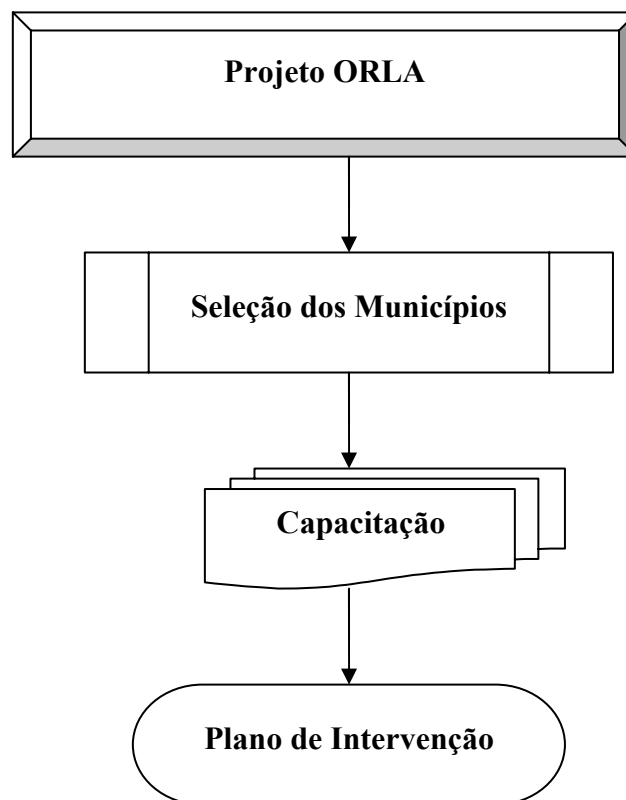 Projeto ORLA
Seleção dos Municípios
Capacitação
Plano de Intervenção